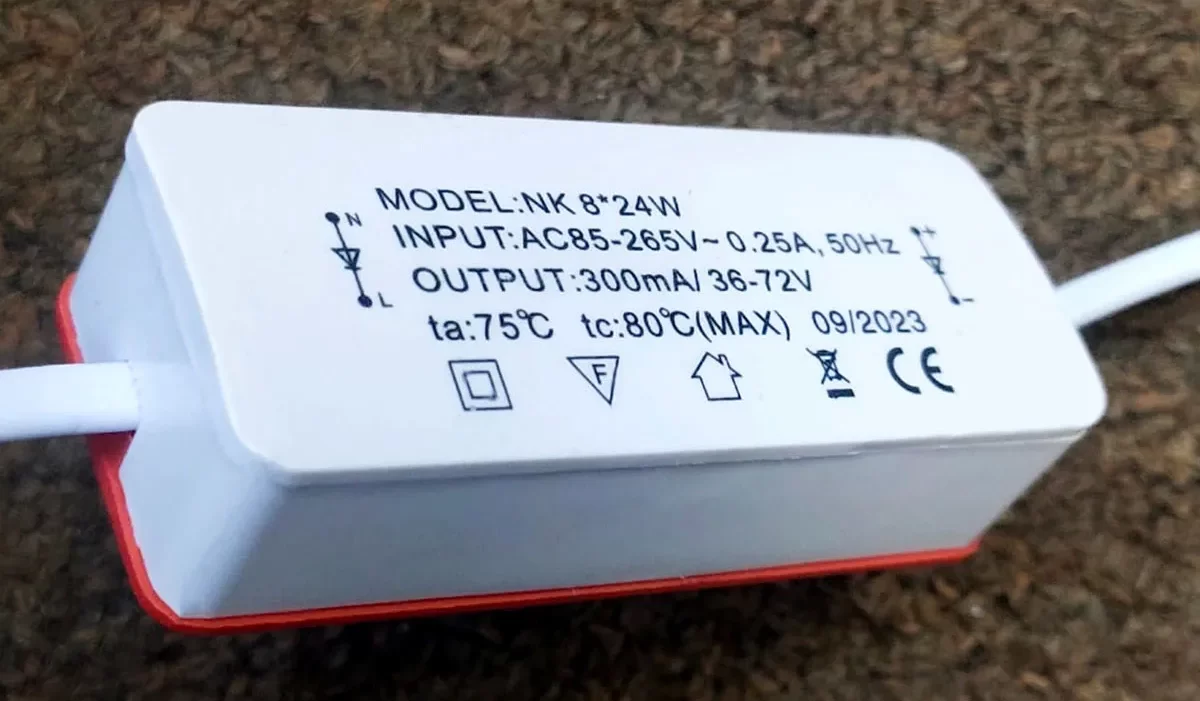 MODEL:NK 8*24W
INPUT:AC85-265V~ 0.25A, 50Hz
OUTPUT:300mA/ 36-72V
ta:75℃ tc:80℃(MAX) 09/2023
N
L
+
-
F
CE